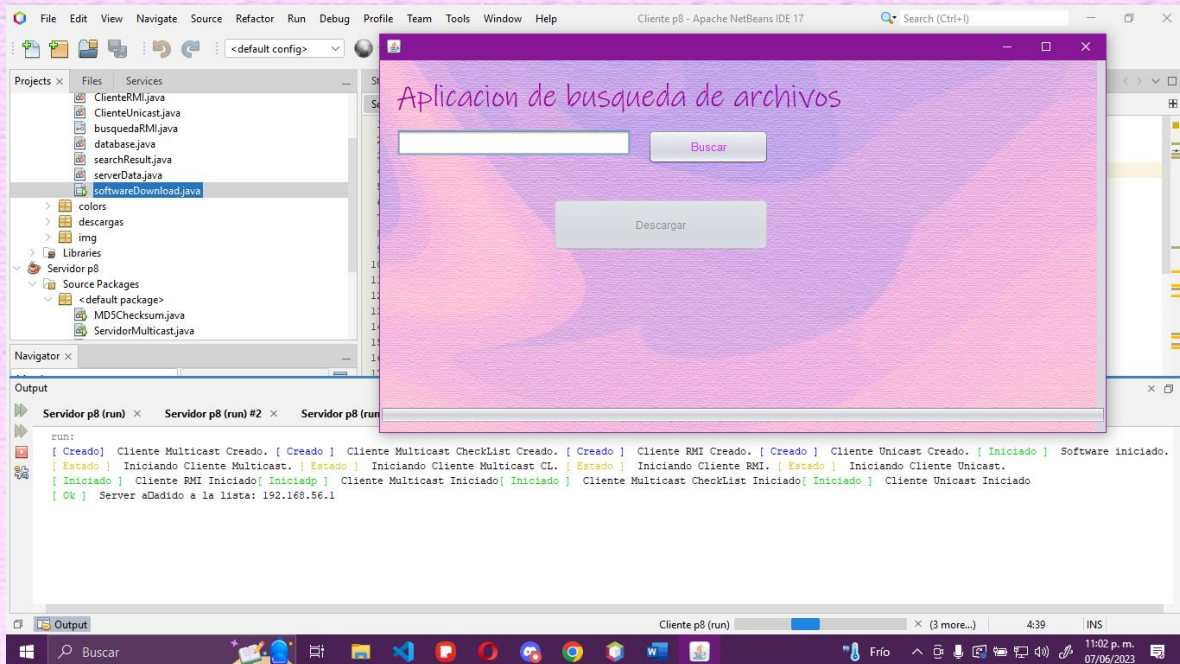 File Edit View Navigate Source Refactor Run Debug Profile Team Tools Window Help Cliente p8 - Apache NetBeans IDE 17 Search (Ctrl+I)
<default config>
Projects Files Services
ClienteRMI.java
ClienteUnicast.java
busquedaRMI.java
database.java
searchResult.java
serverData.java
softwareDownload.java
colors
descargas
img
Libraries
Servidor p8
Source Packages
<default package>
MD5Checksum.java
ServidorMulticast.java
Navigator
Aplicacion de busqueda de archivos
Buscar
Descargar
Output
Servidor p8 (run) Servidor p8 (run) #2 Servidor p8 (run
run:
[ Creado] Cliente Multicast Creado. [ Creado ] Cliente Multicast CheckList Creado. [ Creado ] Cliente RMI Creado. [ Creado ] Cliente Unicast Creado. [ Iniciado ] Software iniciado.
[ Estado ] Iniciando Cliente Multicast. [ Estado ] Iniciando Cliente Multicast CL. [ Estado ] Iniciando Cliente RMI. [ Estado ] Iniciando Cliente Unicast.
[ Iniciado ] Cliente RMI Iniciado[ Iniciadp ] Cliente Multicast Iniciado[ Iniciado ] Cliente Multicast CheckList Iniciado[ Iniciado ] Cliente Unicast Iniciado
[ Ok ] Server a□adido a la lista: 192.168.56.1
Output Cliente p8 (run) (3 more...) 4:39 INS
Buscar Frío 11:02 p. m.
07/06/2023